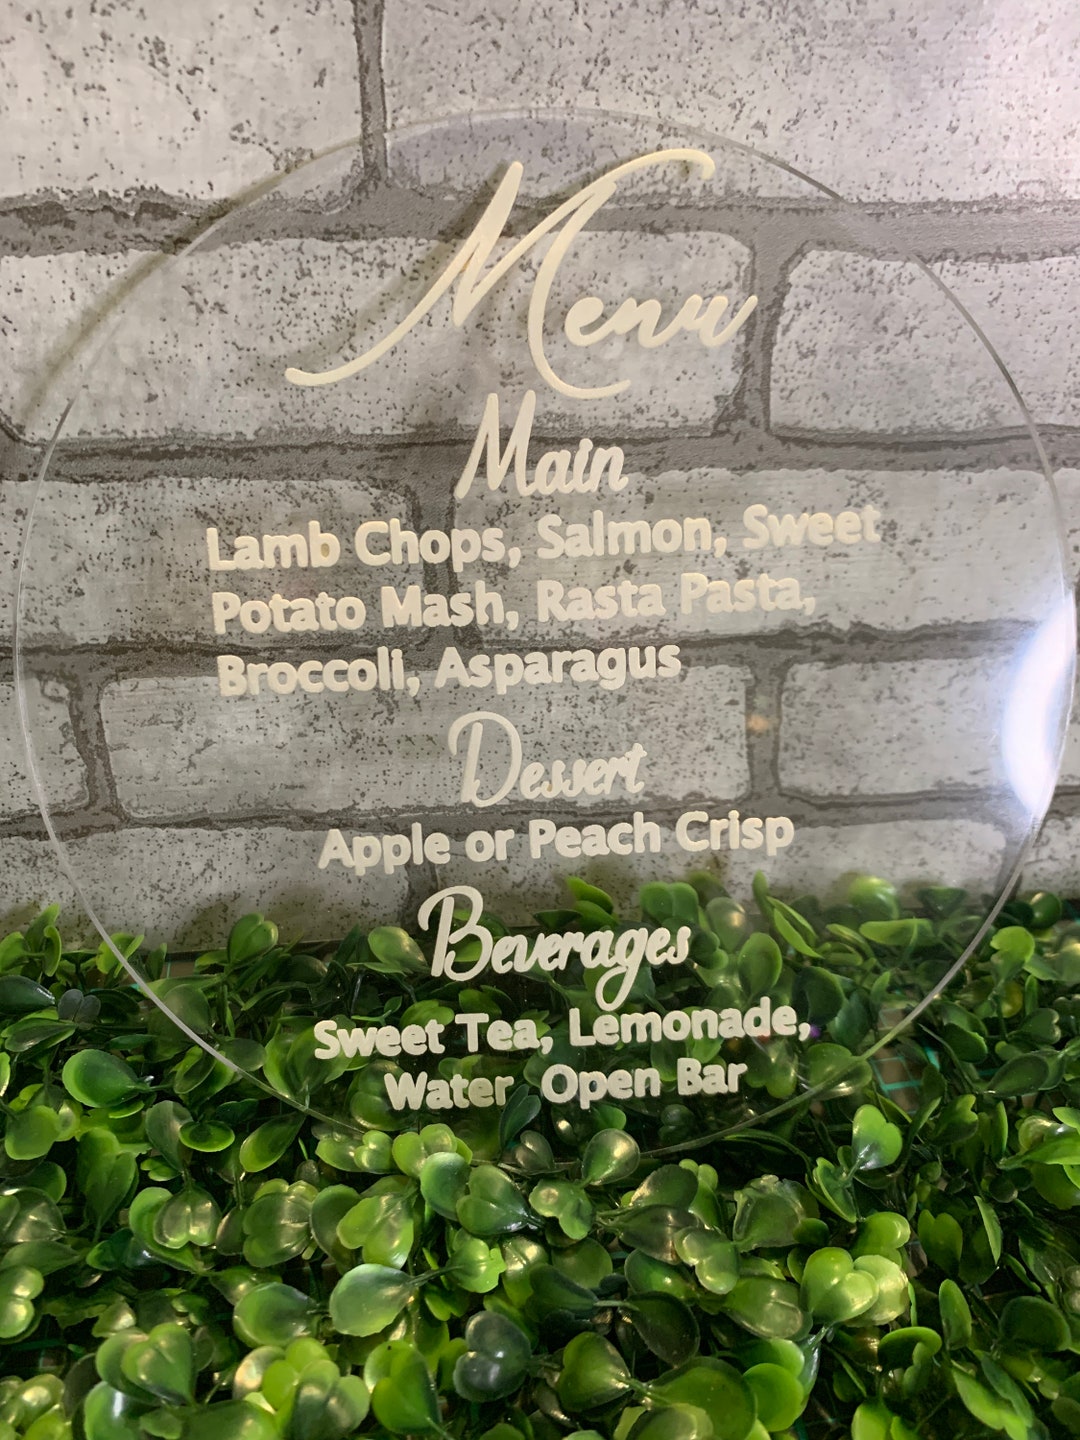 Menu
Main
Lamb Chops, Salmon, Sweet
Potato Mash, Rasta Pasta,
Broccoli, Asparagus
Dessert
Apple or Peach Crisp
Beverages
Sweet Tea, Lemonade,
Water Open Bar